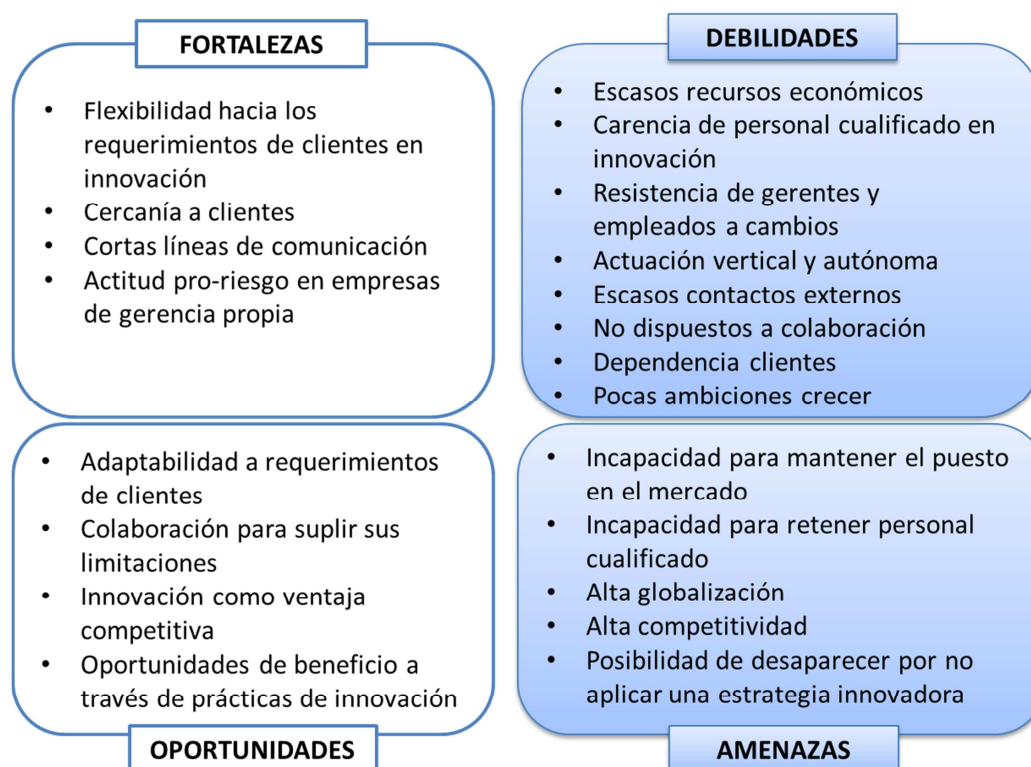 FORTALEZAS
• Flexibilidad hacia los
requerimientos de clientes en
innovación
• Cercanía a clientes
• Cortas líneas de comunicación
• Actitud pro-riesgo en empresas
de gerencia propia
DEBILIDADES
• Escasos recursos económicos
• Carencia de personal cualificado en
innovación
• Resistencia de gerentes y
empleados a cambios
• Actuación vertical y autónoma
• Escasos contactos externos
• No dispuestos a colaboración
• Dependencia clientes
• Pocas ambiciones crecer
• Adaptabilidad a requerimientos
de clientes
• Colaboración para suplir sus
limitaciones
• Innovación como ventaja
competitiva
• Oportunidades de beneficio a
través de prácticas de innovación
OPORTUNIDADES
• Incapacidad para mantener el puesto
en el mercado
• Incapacidad para retener personal
cualificado
• Alta globalización
• Alta competitividad
• Posibilidad de desaparecer por no
aplicar una estrategia innovadora
AMENAZAS